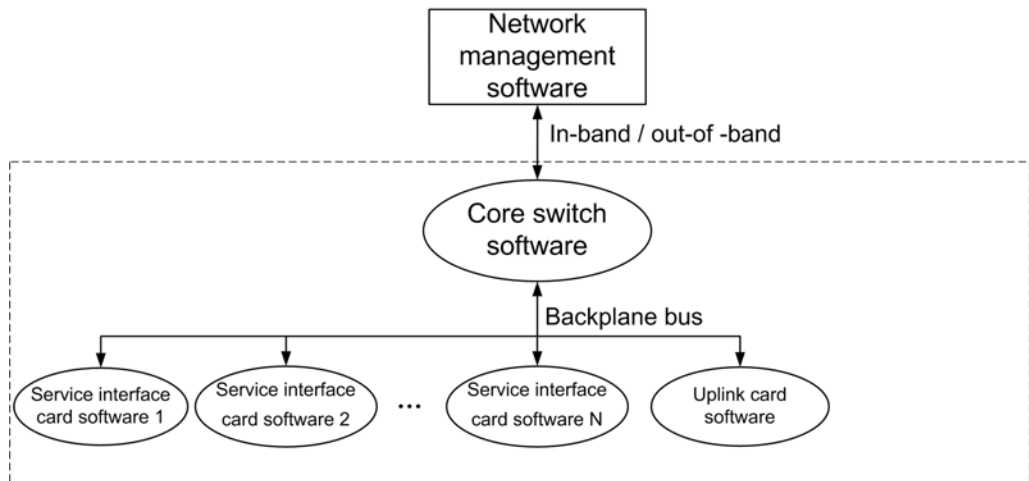 Network
management
software
In-band / out-of -band
Core switch
software
Backplane bus
Service interface
card software 1
Service interface
card software 2
...
Service interface
card software N
Uplink card
software